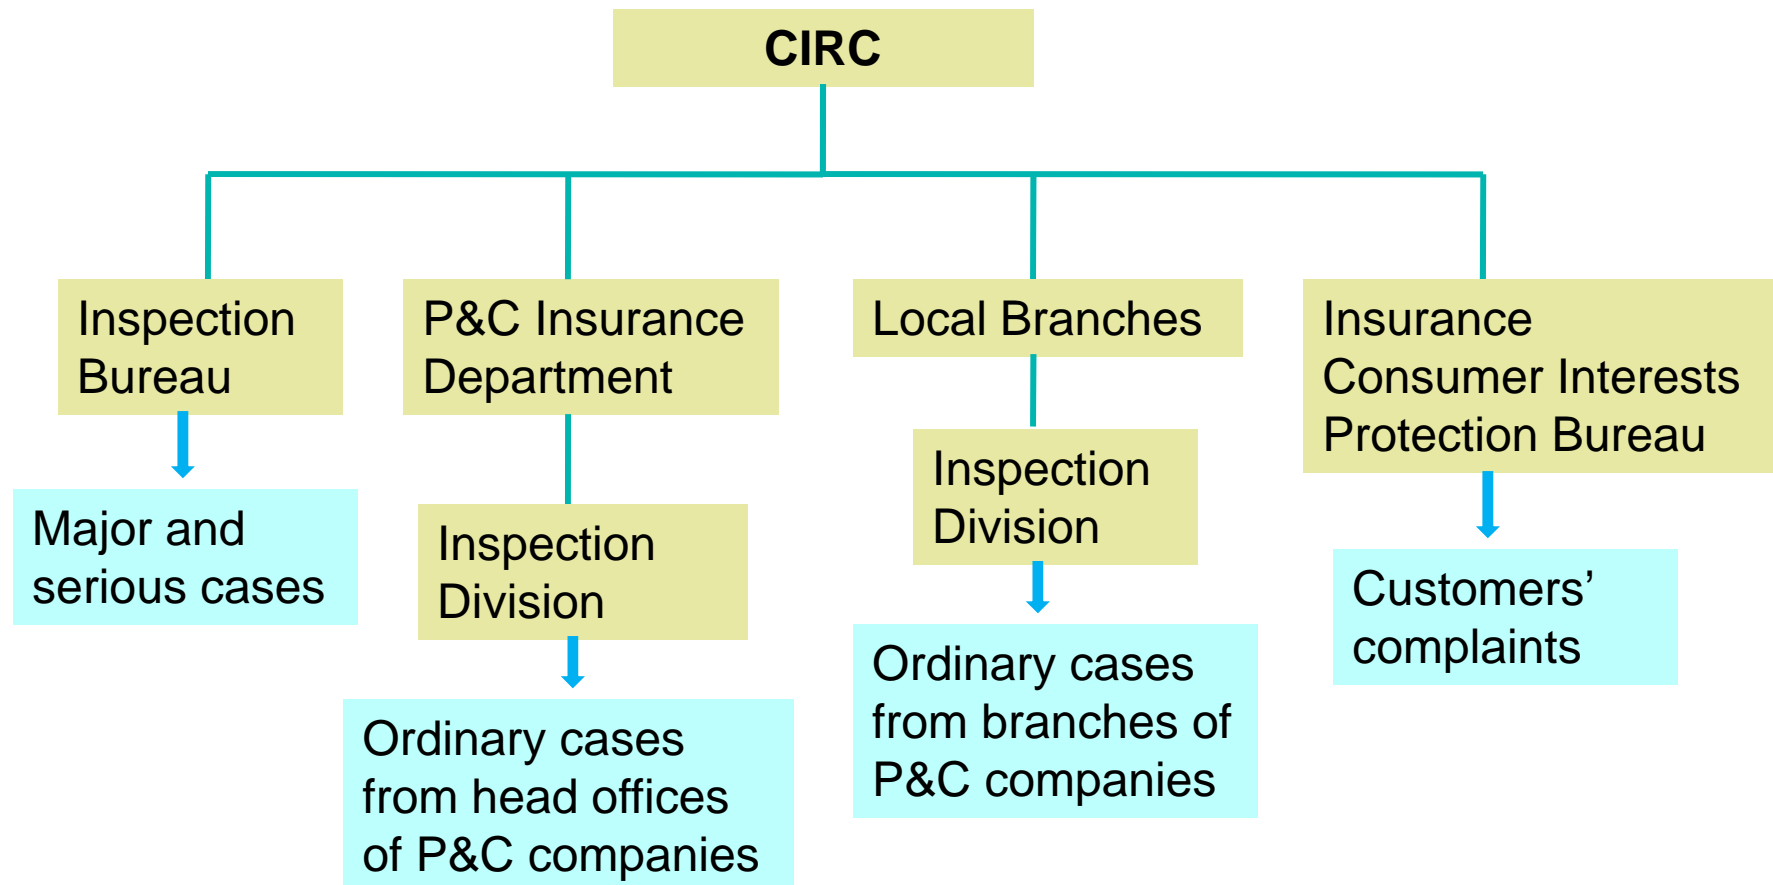 CIRC
Inspection
Bureau
P&C Insurance
Department
Local Branches
Insurance
Consumer Interests
Protection Bureau
Major and
serious cases
Inspection
Division
Inspection
Division
Customers’
complaints
Ordinary cases
from head offices
of P&C companies
Ordinary cases
from branches of
P&C companies